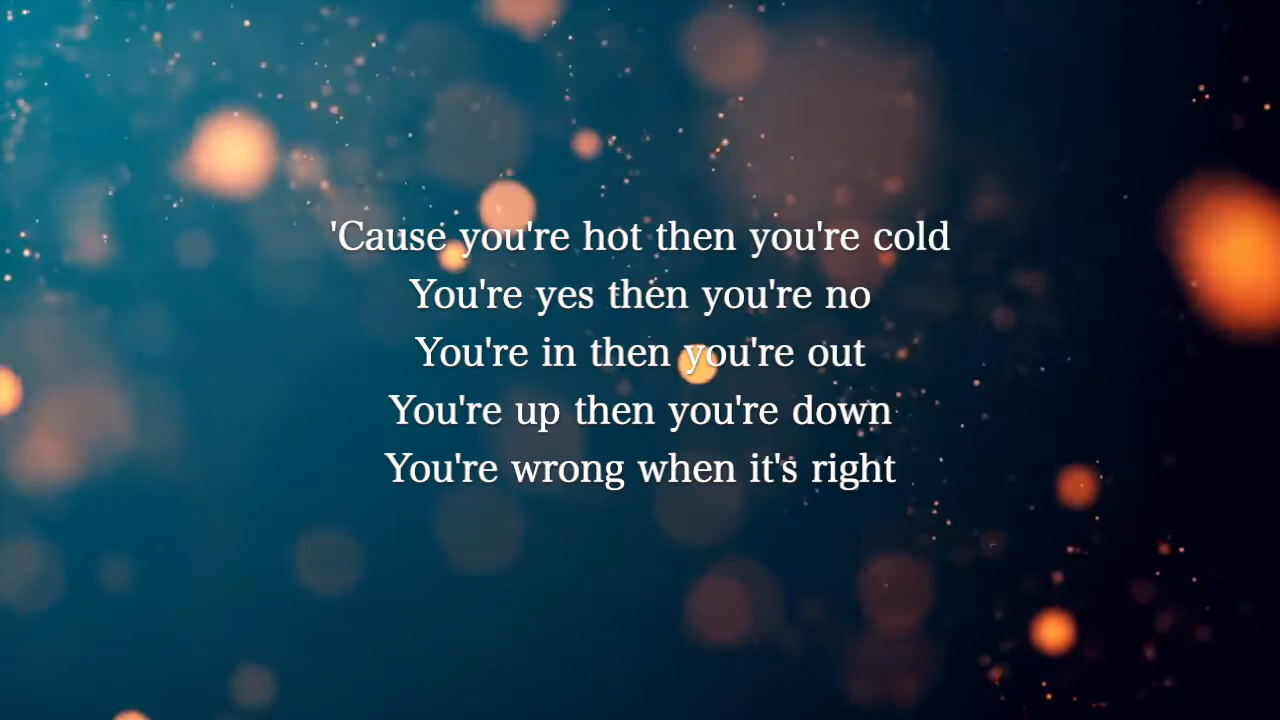 'Cause you're hot then you're cold
You're yes then you're no
You're in then you're out
You're up then you're down
You're wrong when it's right